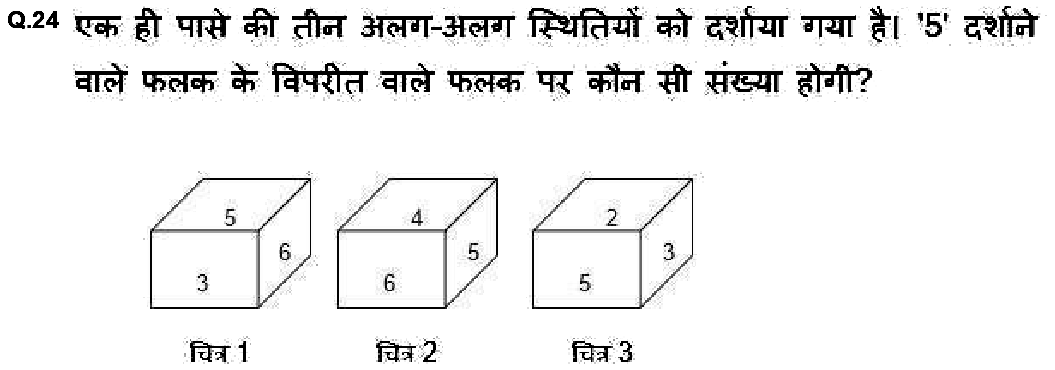 Q.24 एक ही पासे की तीन अलग-अलग स्थितियों को दर्शाया गया है| '5' दर्शाने
वाले फलक के विपरीत वाले फलक पर कौन सी संख्या होगी?
5 4 2
6 5 3
3 6 5
चित्र 1 चित्र 2 चित्र 3